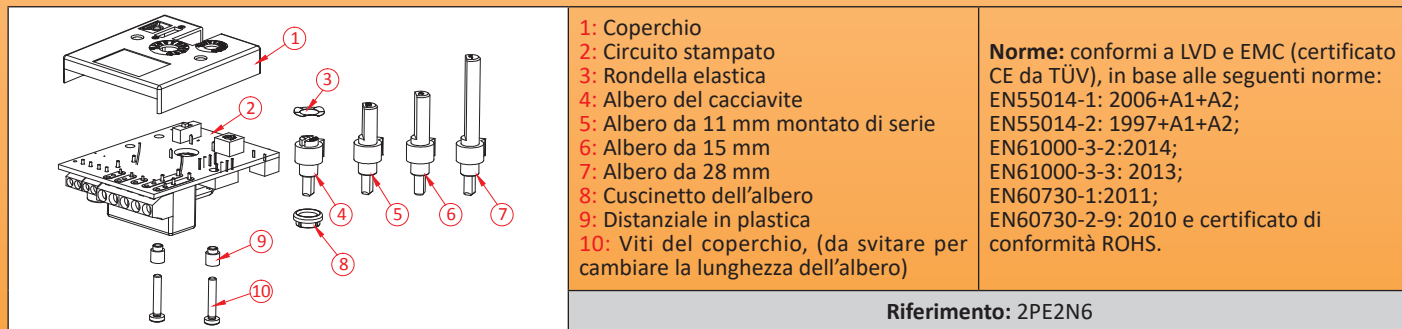 1
2
3
4
5
6
7
8
9
10
1: Coperchio
2: Circuito stampato
3: Rondella elastica
4: Albero del cacciavite
5: Albero da 11 mm montato di serie
6: Albero da 15 mm
7: Albero da 28 mm
8: Cuscinetto dell'albero
9: Distanziale in plastica
10: Viti del coperchio, (da svitare per
cambiare la lunghezza dell'albero)
Norme: conformi a LVD e EMC (certificato
CE da TÜV), in base alle seguenti norme:
EN55014-1: 2006+A1+A2;
EN55014-2: 1997+A1+A2;
EN61000-3-2:2014;
EN61000-3-3: 2013;
EN60730-1:2011;
EN60730-2-9: 2010 e certificato di
conformità ROHS.
Riferimento: 2PE2N6